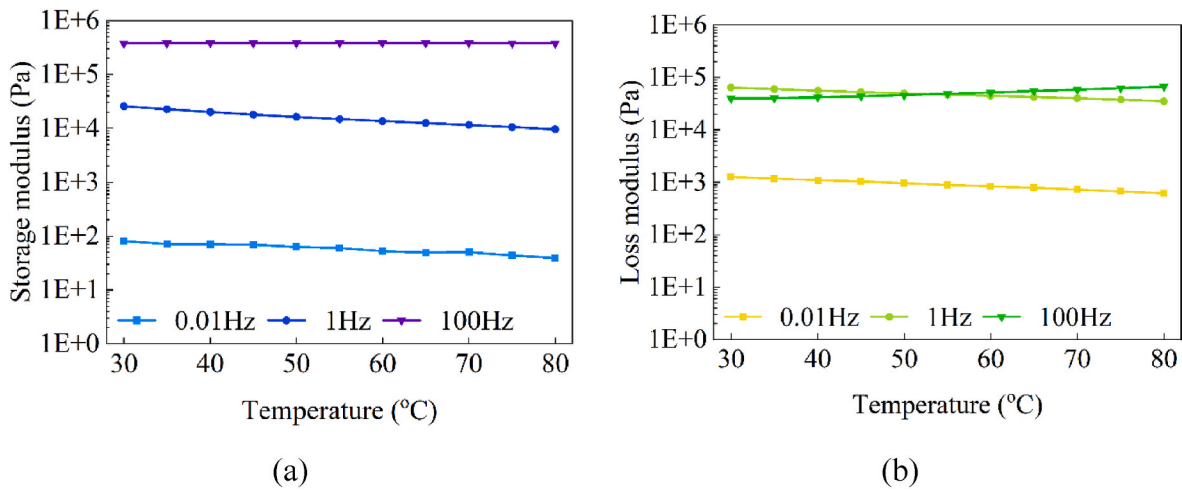 Storage modulus (Pa)
1E+6
1E+5
1E+4
1E+3
1E+2
1E+1
1E+0
0.01Hz 1Hz 100Hz
30 40 50 60 70 80
Temperature (°C)
(a)
Loss modulus (Pa)
1E+6
1E+5
1E+4
1E+3
1E+2
1E+1
1E+0
0.01Hz 1Hz 100Hz
30 40 50 60 70 80
Temperature (°C)
(b)